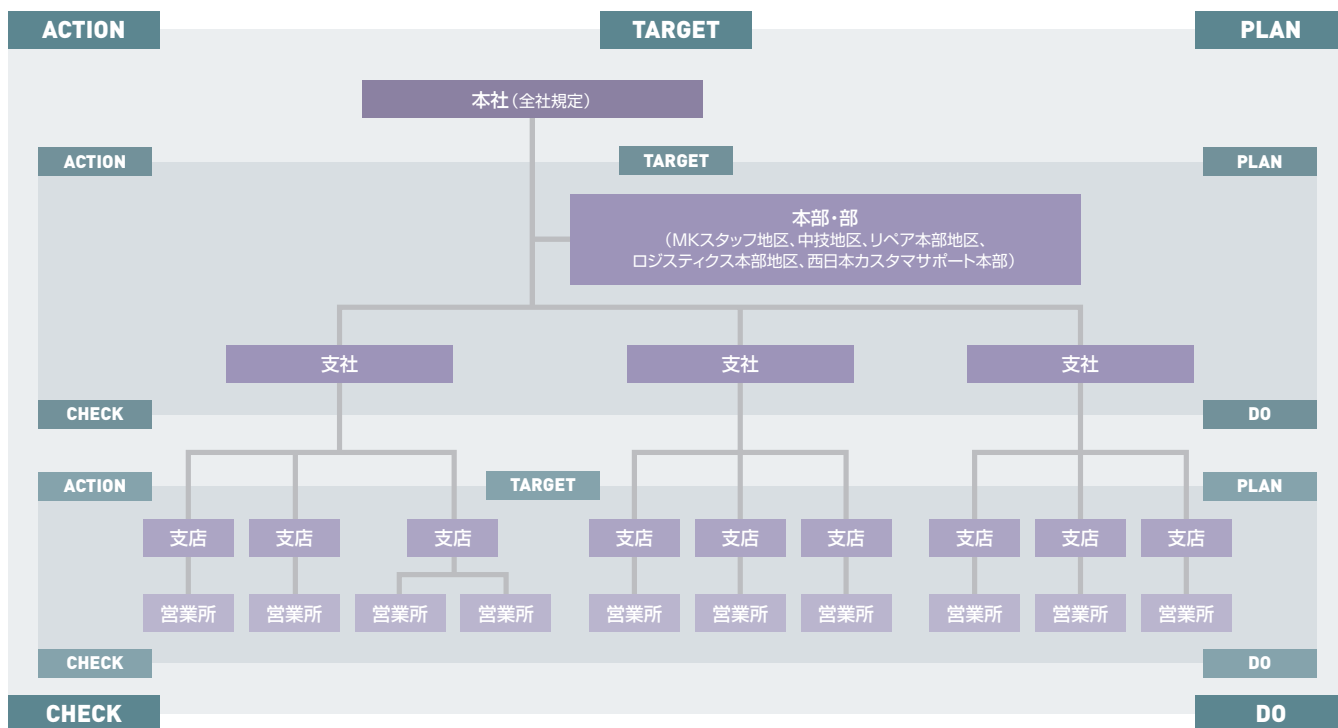 ACTION
TARGET
PLAN
本社（全社規定）
ACTION
TARGET
PLAN
本部・部
（MKスタッフ地区、中技地区、リペア本部地区、
ロジスティクス本部地区、西日本カスタマサポート本部）
支社
支社
支社
CHECK
DO
ACTION
TARGET
PLAN
支店
支店
支店
支店
支店
支店
支店
支店
支店
営業所
営業所
営業所
営業所
営業所
営業所
営業所
営業所
営業所
営業所
CHECK
DO
CHECK
DO